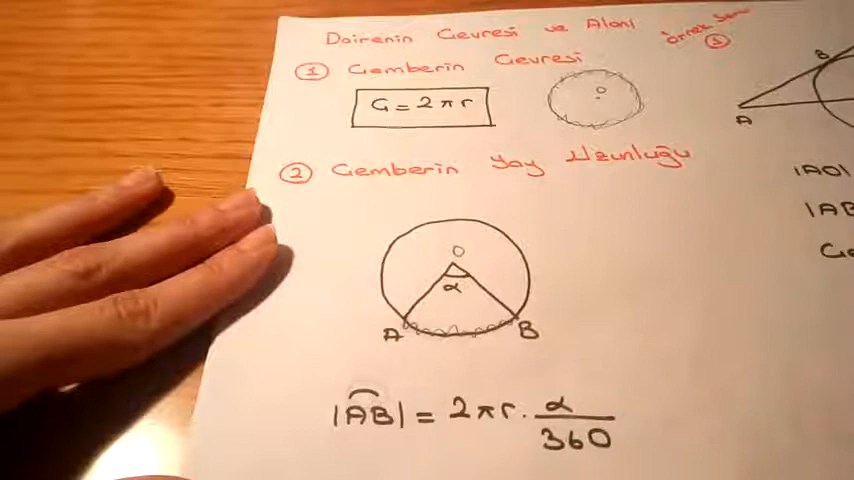 Dairenin Çevresi ve Alanı
① Çemberin Çevresi
Ç = 2πr
O
② Çemberin Yay Uzunluğu
O
α
A B
|AB| = 2πr · α/360
örnek Soru
①
B
A
|AO|
|AB
Çe